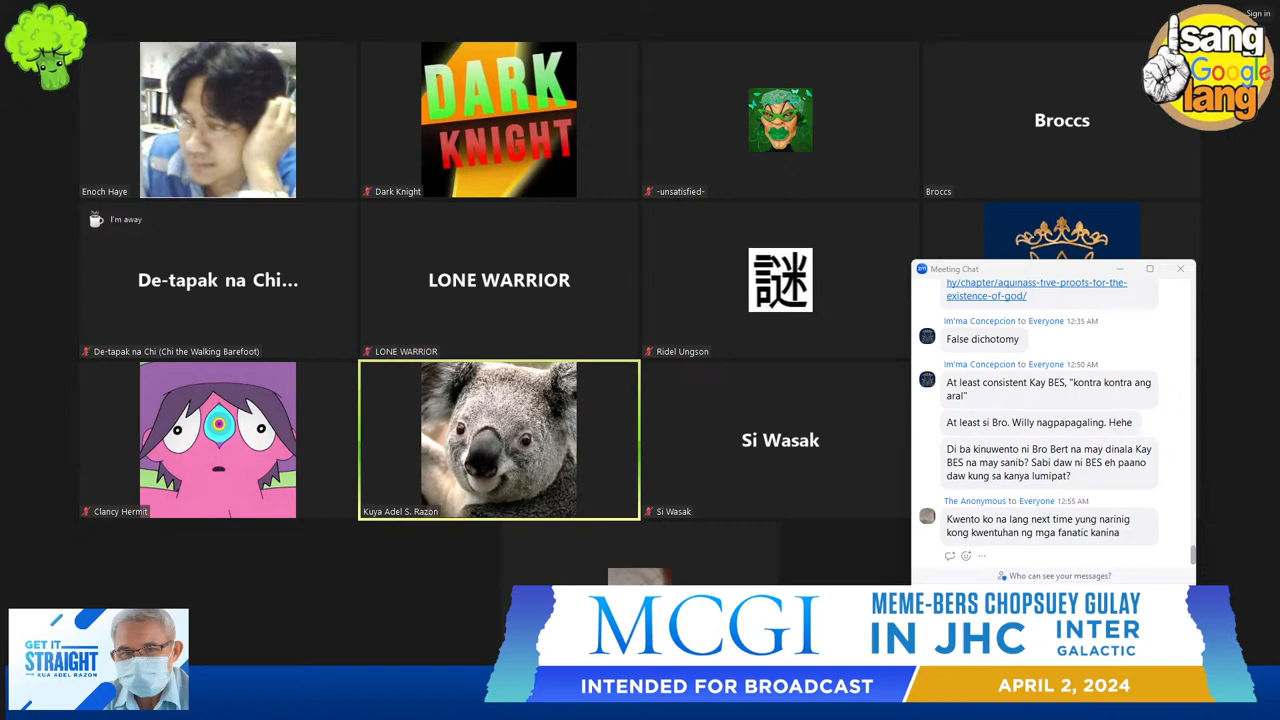 Sign in
Isang
Google
lang
DARK
KNIGHT
Broccs
Enoch Haye
Dark Knight
-unsatisfied-
Broccs
I'm away
De-tapak na Chi...
LONE WARRIOR
謎
De-tapak na Chi (Chi the Walking Barefoot)
LONE WARRIOR
Ridel Ungson
Si Wasak
Clancy Hermit
Kuya Adel S. Razon
Si Wasak
zm Meeting Chat
hy/chapter/aquinass-five-proofs-for-the-
existence-of-god/
Im'ma Concepcion to Everyone 12:35 AM
False dichotomy
Im'ma Concepcion to Everyone 12:50 AM
At least consistent Kay BES, "kontra kontra ang
aral"
At least si Bro. Willy nagpapagaling. Hehe
Di ba kinuwento ni Bro Bert na may dinala Kay
BES na may sanib? Sabi daw ni BES eh paano
daw kung sa kanya lumipat?
The Anonymous to Everyone 12:55 AM
Kwento ko na lang next time yung narinig
kong kwentuhan ng mga fanatic kanina
Who can see your messages?
GET IT
STRAIGHT
KUYA ADEL RAZON
MCGI
MEME-BERS CHOPSUEY GULAY
IN JHC INTER
GALACTIC
INTENDED FOR BROADCAST
APRIL 2, 2024